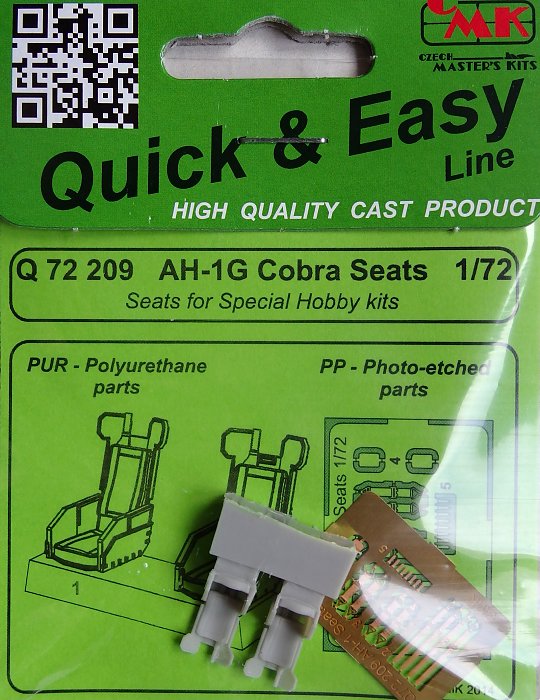 CMK
CZECH
MASTER'S KITS
Quick & Easy
Line
HIGH QUALITY CAST PRODUCT
Q 72 209 AH-1G Cobra Seats 1/72
Seats for Special Hobby kits
PUR - Polyurethane
parts
PP - Photo-etched
parts
Seats 1/72
4
5
1
5